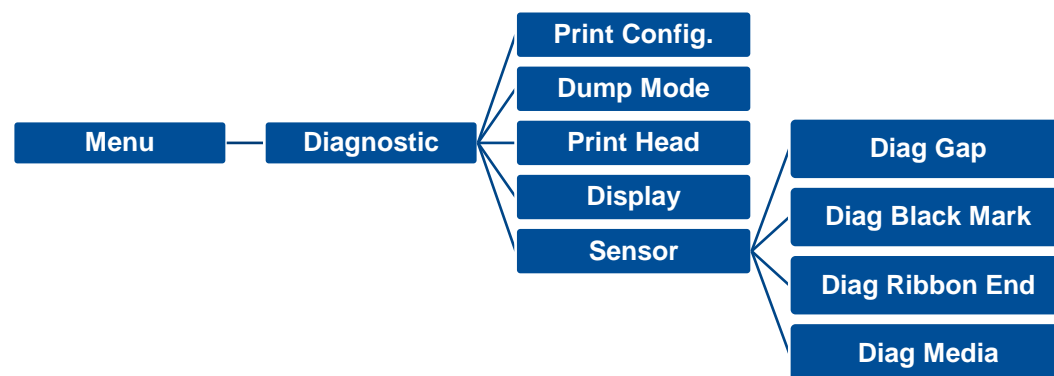 Menu
Diagnostic
Print Config.
Dump Mode
Print Head
Display
Sensor
Diag Gap
Diag Black Mark
Diag Ribbon End
Diag Media